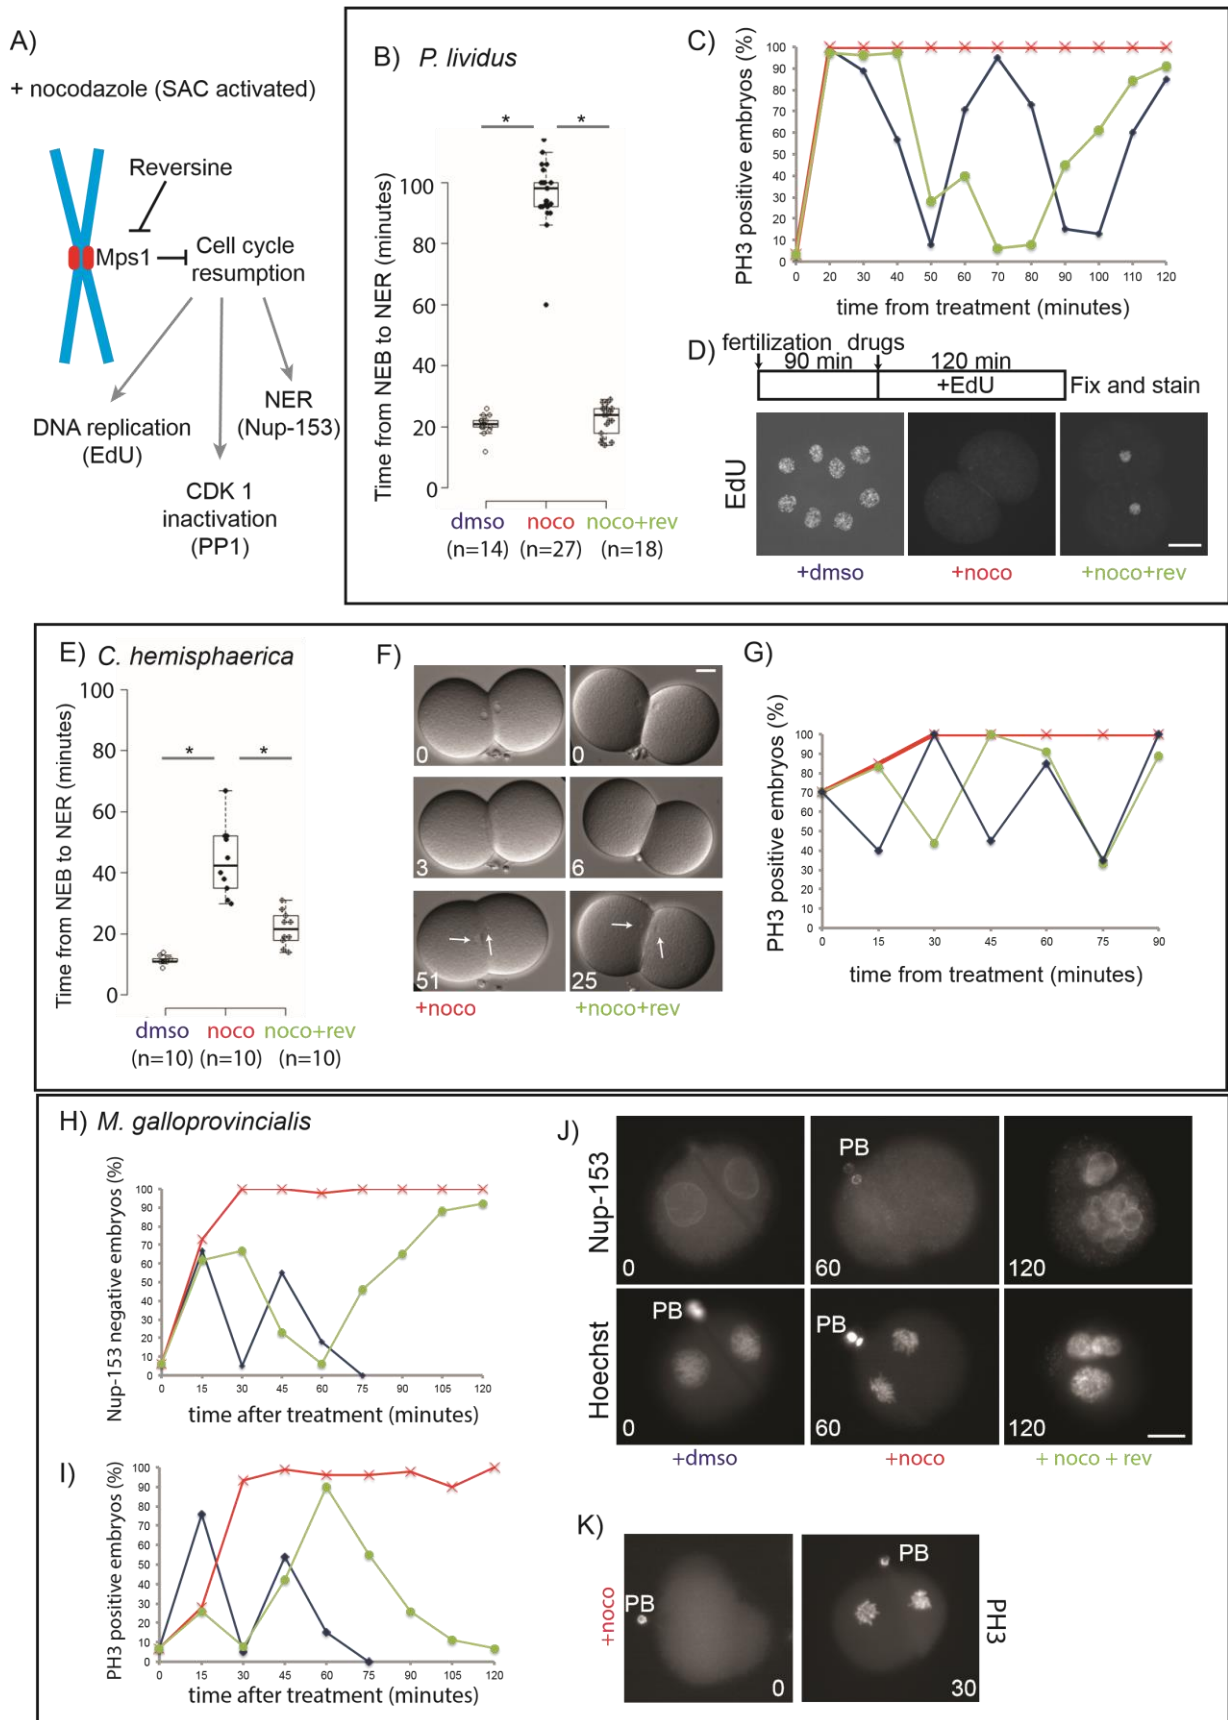 A)
+ nocodazole (SAC activated)
Reversine
Mps1
Cell cycle
resumption
DNA replication
(EdU)
NER
(Nup-153)
CDK 1
inactivation
(PP1)
B) P. lividus
Time from NEB to NER (minutes)
100
80
60
40
20
0
* *
dmso noco noco+rev
(n=14) (n=27) (n=18)
C)
PH3 positive embryos (%)
100
90
80
70
60
50
40
30
20
10
0
0 20 30 40 50 60 70 80 90 100 110 120
time from treatment (minutes)
D)
fertilization drugs
90 min 120 min
+EdU Fix and stain
EdU
+dmso +noco +noco+rev
E) C. hemisphaerica
Time from NEB to NER (minutes)
100
80
60
40
20
0
* *
dmso noco noco+rev
(n=10) (n=10) (n=10)
F)
0 0
3 6
51 25
+noco +noco+rev
G)
PH3 positive embryos (%)
100
90
80
70
60
50
40
30
20
10
0
0 15 30 45 60 75 90
time from treatment (minutes)
H) M. galloprovincialis
Nup-153 negative embryos (%)
100
90
80
70
60
50
40
30
20
10
0
0 15 30 45 60 75 90 105 120
time after treatment (minutes)
I)
PH3 positive embryos (%)
100
90
80
70
60
50
40
30
20
10
0
0 15 30 45 60 75 90 105 120
time after treatment (minutes)
J)
Nup-153
PB
0 60 120
Hoechst
PB PB
0 60 120
+dmso +noco + noco + rev
K)
+noco
PB PB
0 30
PH3